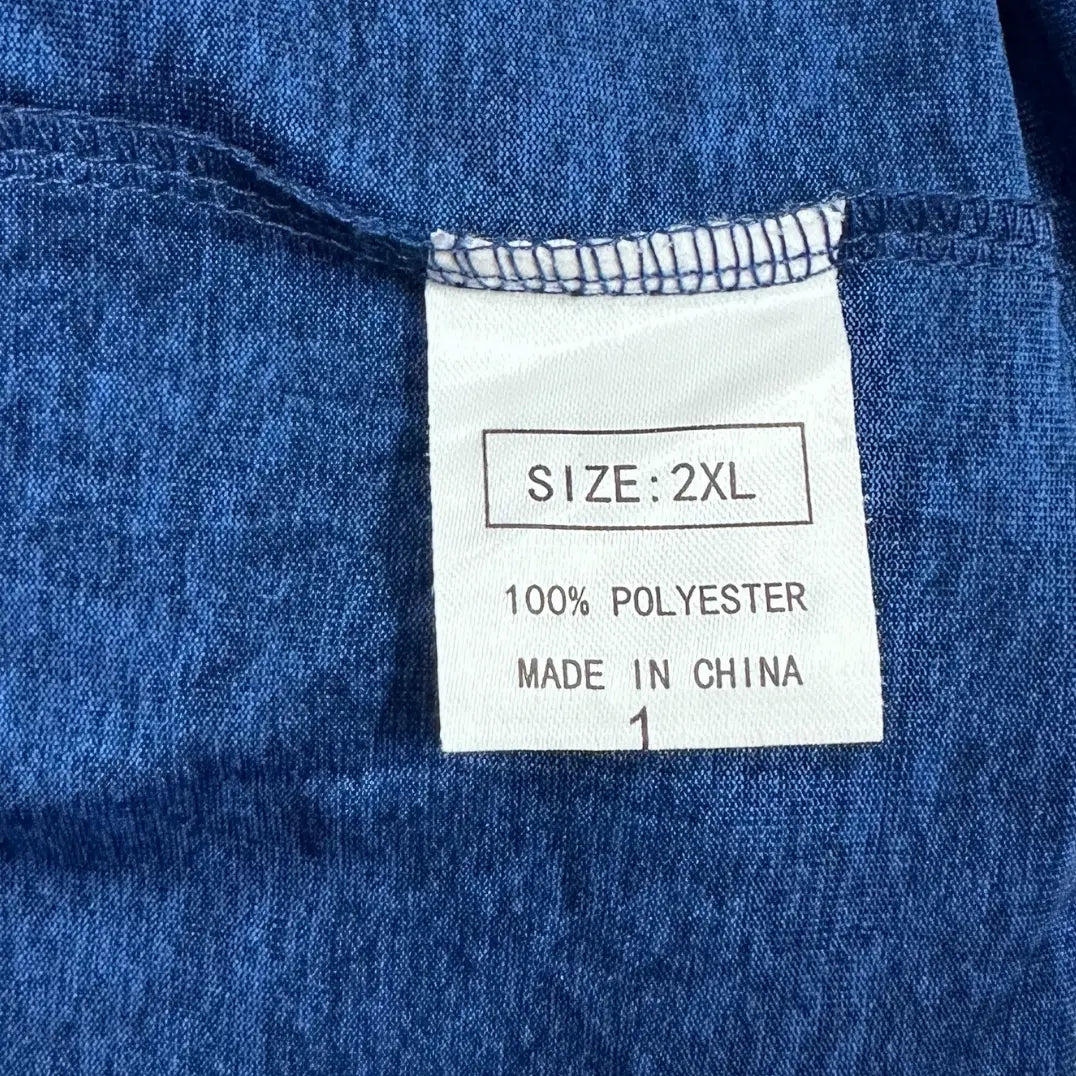 SIZE:2XL
100% POLYESTER
MADE IN CHINA
1